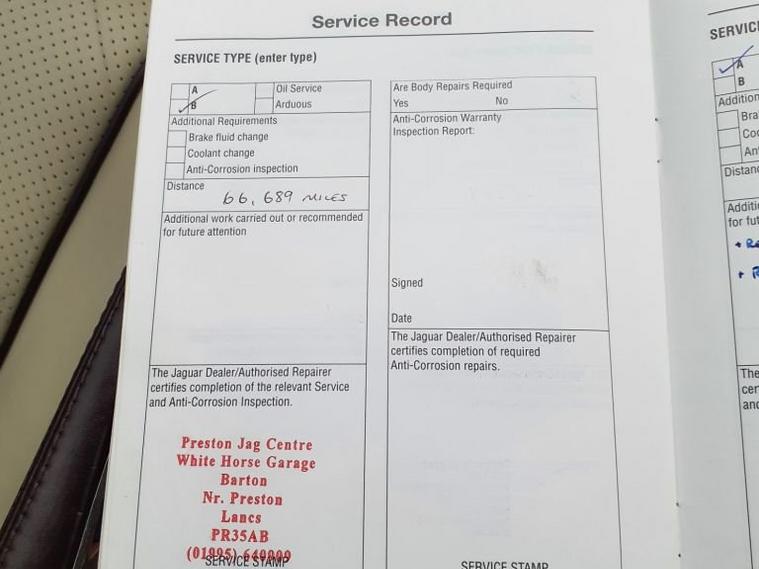 Service Record
SERVICE TYPE (enter type)
A
Oil Service
B
Arduous
Additional Requirements
Brake fluid change
Coolant change
Anti-Corrosion inspection
Distance
66,689 MILES
Additional work carried out or recommended
for future attention
The Jaguar Dealer/Authorised Repairer
certifies completion of the relevant Service
and Anti-Corrosion Inspection.
Preston Jag Centre
White Horse Garage
Barton
Nr. Preston
Lancs
PR35AB
SERVICE STAMP
Are Body Repairs Required
Yes No
Anti-Corrosion Warranty
Inspection Report:
Signed
Date
The Jaguar Dealer/Authorised Repairer
certifies completion of required
Anti-Corrosion repairs.
SERVICE STAMP
A
B
for
The